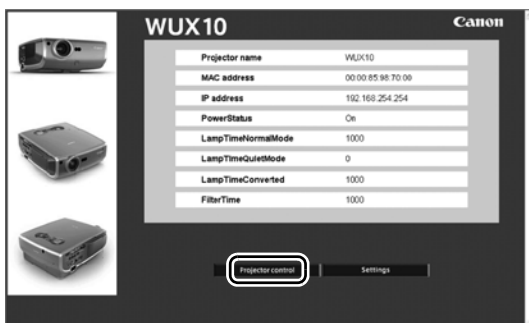 WUX10 Canon
Projector name WUX10
MAC address 00:00:85:98:70:00
IP address 192.168.254.254
PowerStatus On
LampTimeNormalMode 1000
LampTimeQuietMode 0
LampTimeConverted 1000
FilterTime 1000
Projector control Settings